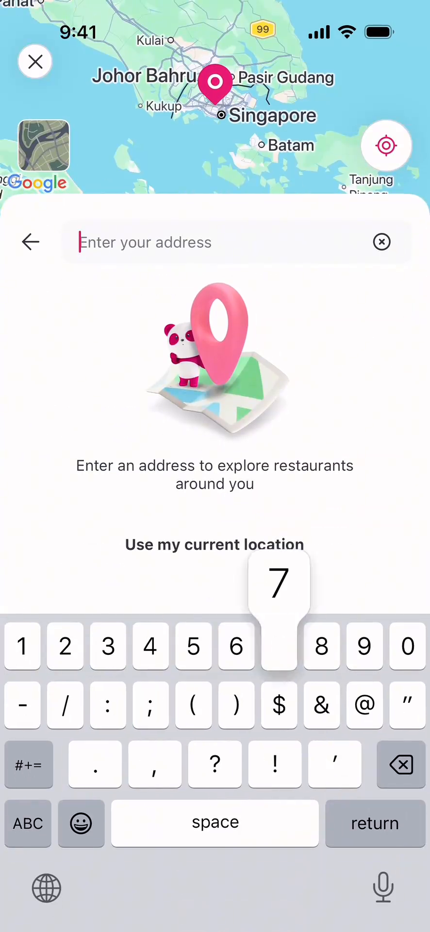 9:41
Kulai
99
Johor Bahru
Pasir Gudang
Kukup
Singapore
Batam
Google
Tanjung
Enter your address
Enter an address to explore restaurants
around you
Use my current location
7
1 2 3 4 5 6 8 9 0
- / : ; ( ) $ & @ "
#+= . , ? ! '
ABC space return